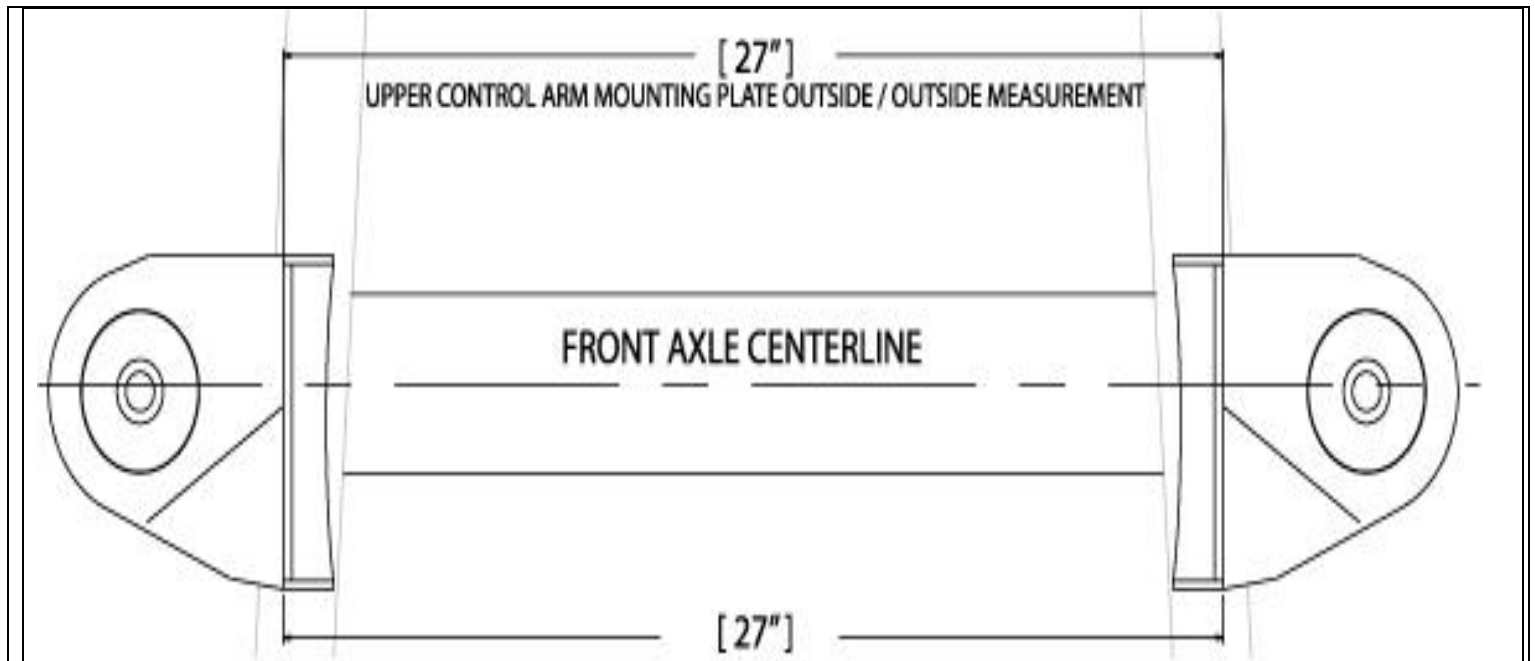 [ 27" ]
UPPER CONTROL ARM MOUNTING PLATE OUTSIDE / OUTSIDE MEASUREMENT
FRONT AXLE CENTERLINE
[ 27" ]